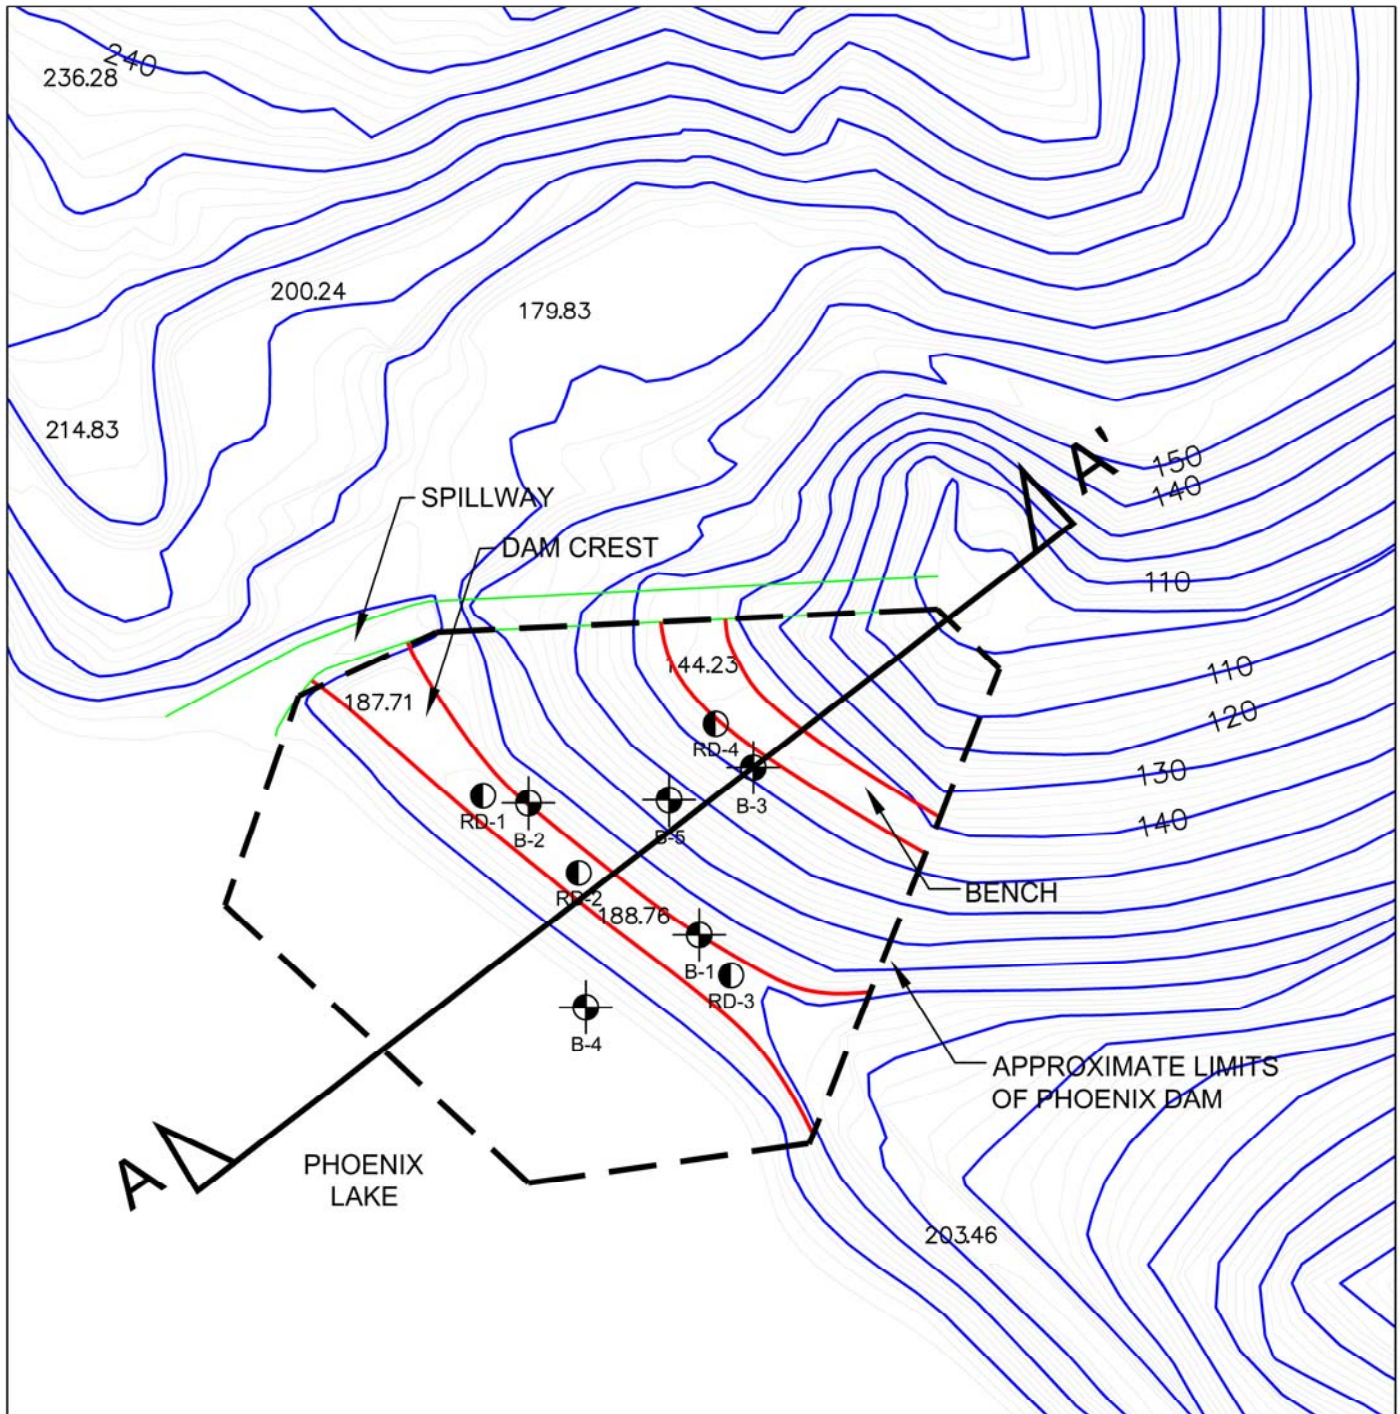 240
236.28
200.24
179.83
214.83
A'
150
140
SPILLWAY
DAM CREST
110
144.23
110
187.71
120
RD-4
130
B-3
RD-1
B-2
B-5
140
RD-2
BENCH
188.76
B-1
RD-3
B-4
APPROXIMATE LIMITS
OF PHOENIX DAM
A
PHOENIX
LAKE
203.46